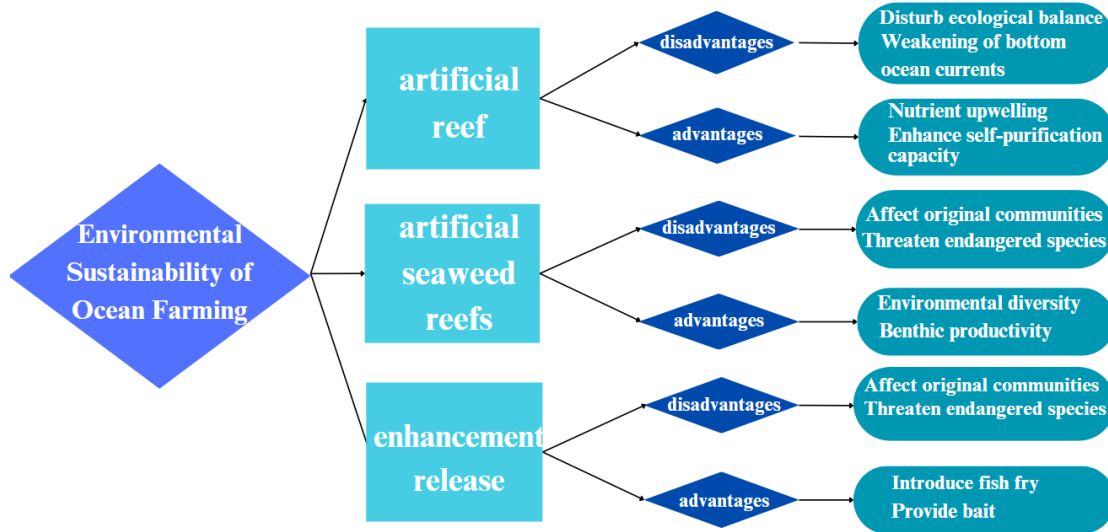 Environmental
Sustainability of
Ocean Farming
artificial
reef
disadvantages
Disturb ecological balance
Weakening of bottom
ocean currents
advantages
Nutrient upwelling
Enhance self-purification
capacity
artificial
seaweed
reefs
disadvantages
Affect original communities
Threaten endangered species
advantages
Environmental diversity
Benthic productivity
enhancement
release
disadvantages
Affect original communities
Threaten endangered species
advantages
Introduce fish fry
Provide bait